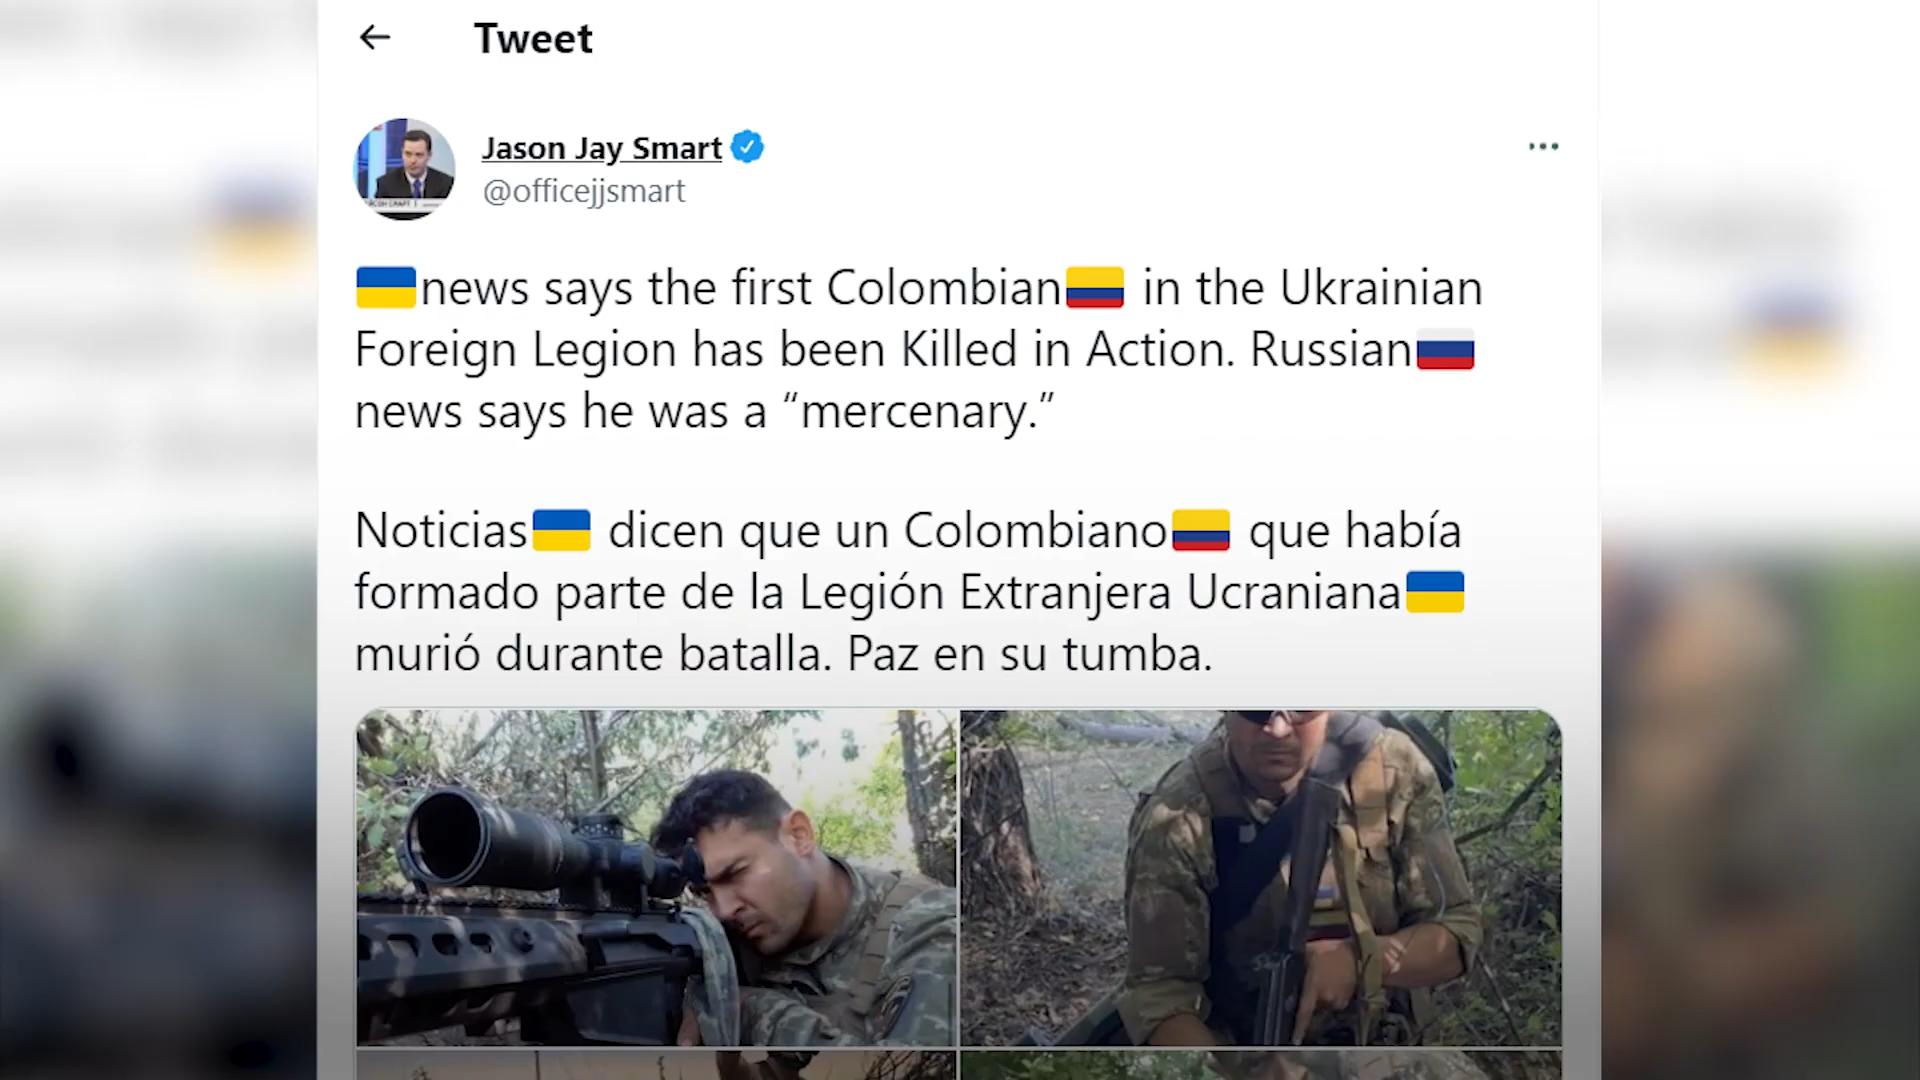 Tweet
Jason Jay Smart
@officejjsmart
🇺🇦news says the first Colombian🇨🇴 in the Ukrainian
Foreign Legion has been Killed in Action. Russian🇷🇺
news says he was a “mercenary.”
Noticias🇺🇦 dicen que un Colombiano🇨🇴 que había
formado parte de la Legión Extranjera Ucraniana🇺🇦
murió durante batalla. Paz en su tumba.